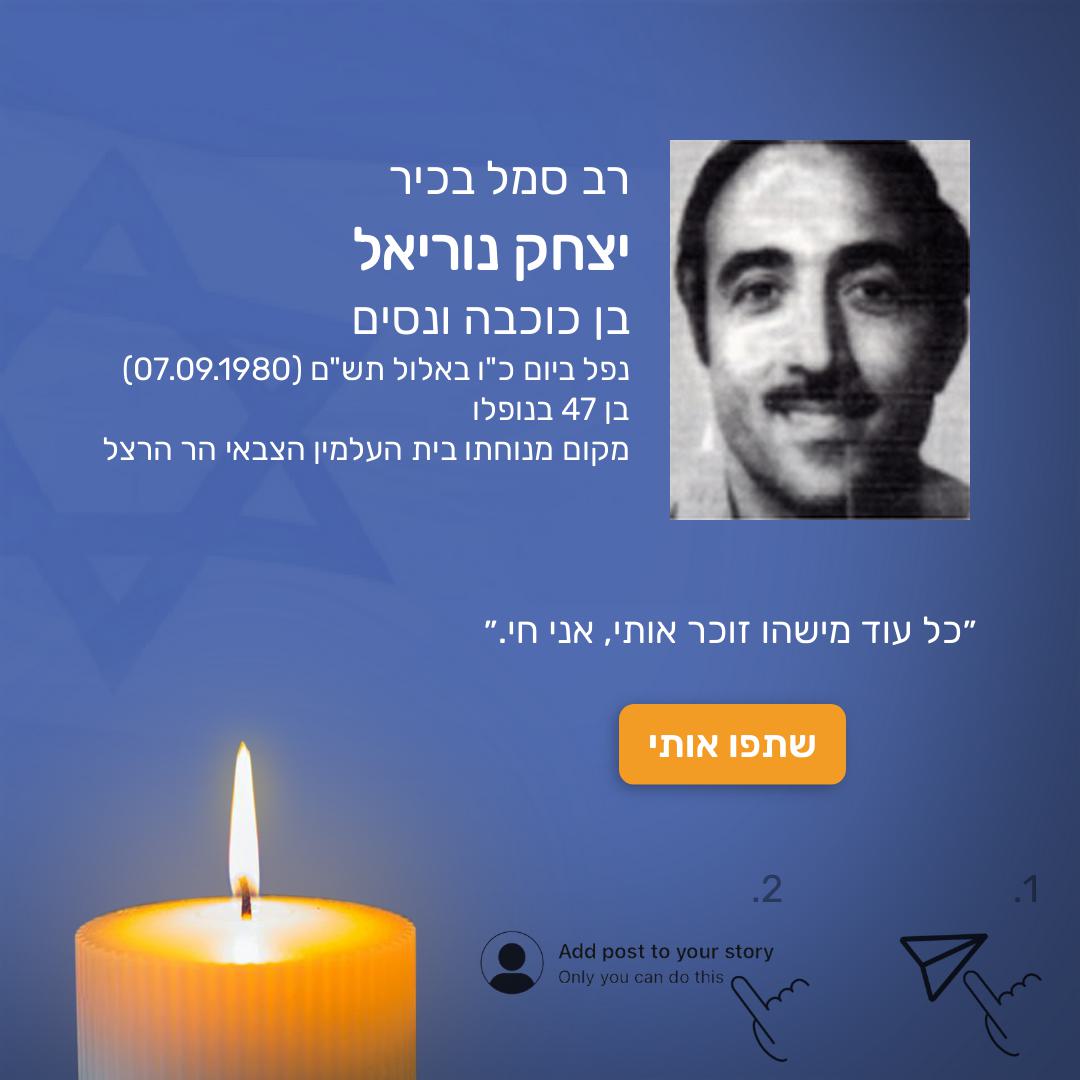 רב סמל בכיר
יצחק נוריאל
בן כוכבה ונסים
נפל ביום כ"ו באלול תש"ם (07.09.1980)
בן 47 בנופלו
מקום מנוחתו בית העלמין הצבאי הר הרצל
״כל עוד מישהו זוכר אותי, אני חי.״
שתפו אותי
.1
.2
Add post to your story
Only you can do this